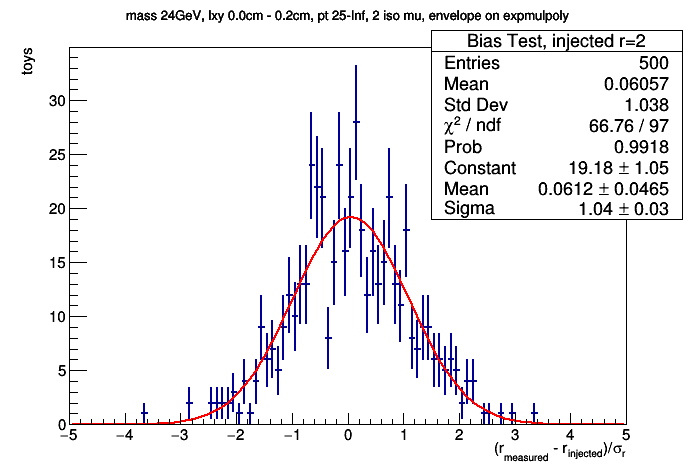 mass 24GeV, lxy 0.0cm - 0.2cm, pt 25-Inf, 2 iso mu, envelope on expmulpoly
Bias Test, injected r=2
Entries 500
Mean 0.06057
Std Dev 1.038
χ² / ndf 66.76 / 97
Prob 0.9918
Constant 19.18 ± 1.05
Mean 0.0612 ± 0.0465
Sigma 1.04 ± 0.03
toys
30
25
20
15
10
5
0
−5 −4 −3 −2 −1 0 1 2 3 4 5
(r_measured - r_injected)/σ_r